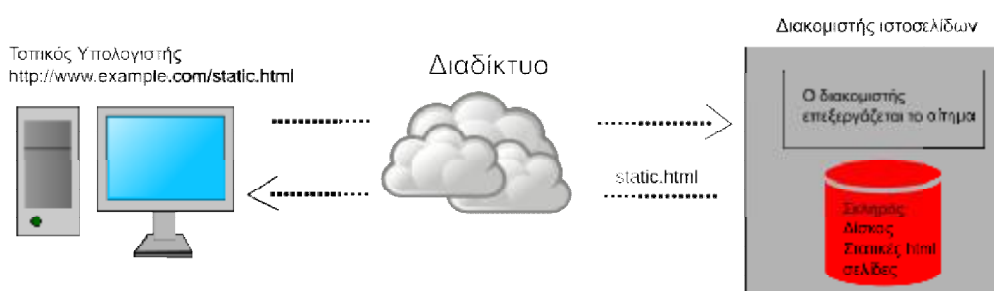 Διακομιστής ιστοσελίδων
Τοπικός Υπολογιστής
http://www.example.com/static.html
Διαδίκτυο
Ο διακομιστής
επεξεργάζεται το αίτημα
static.html
Σκληρός
Δίσκος
Στατικές html
σελίδες